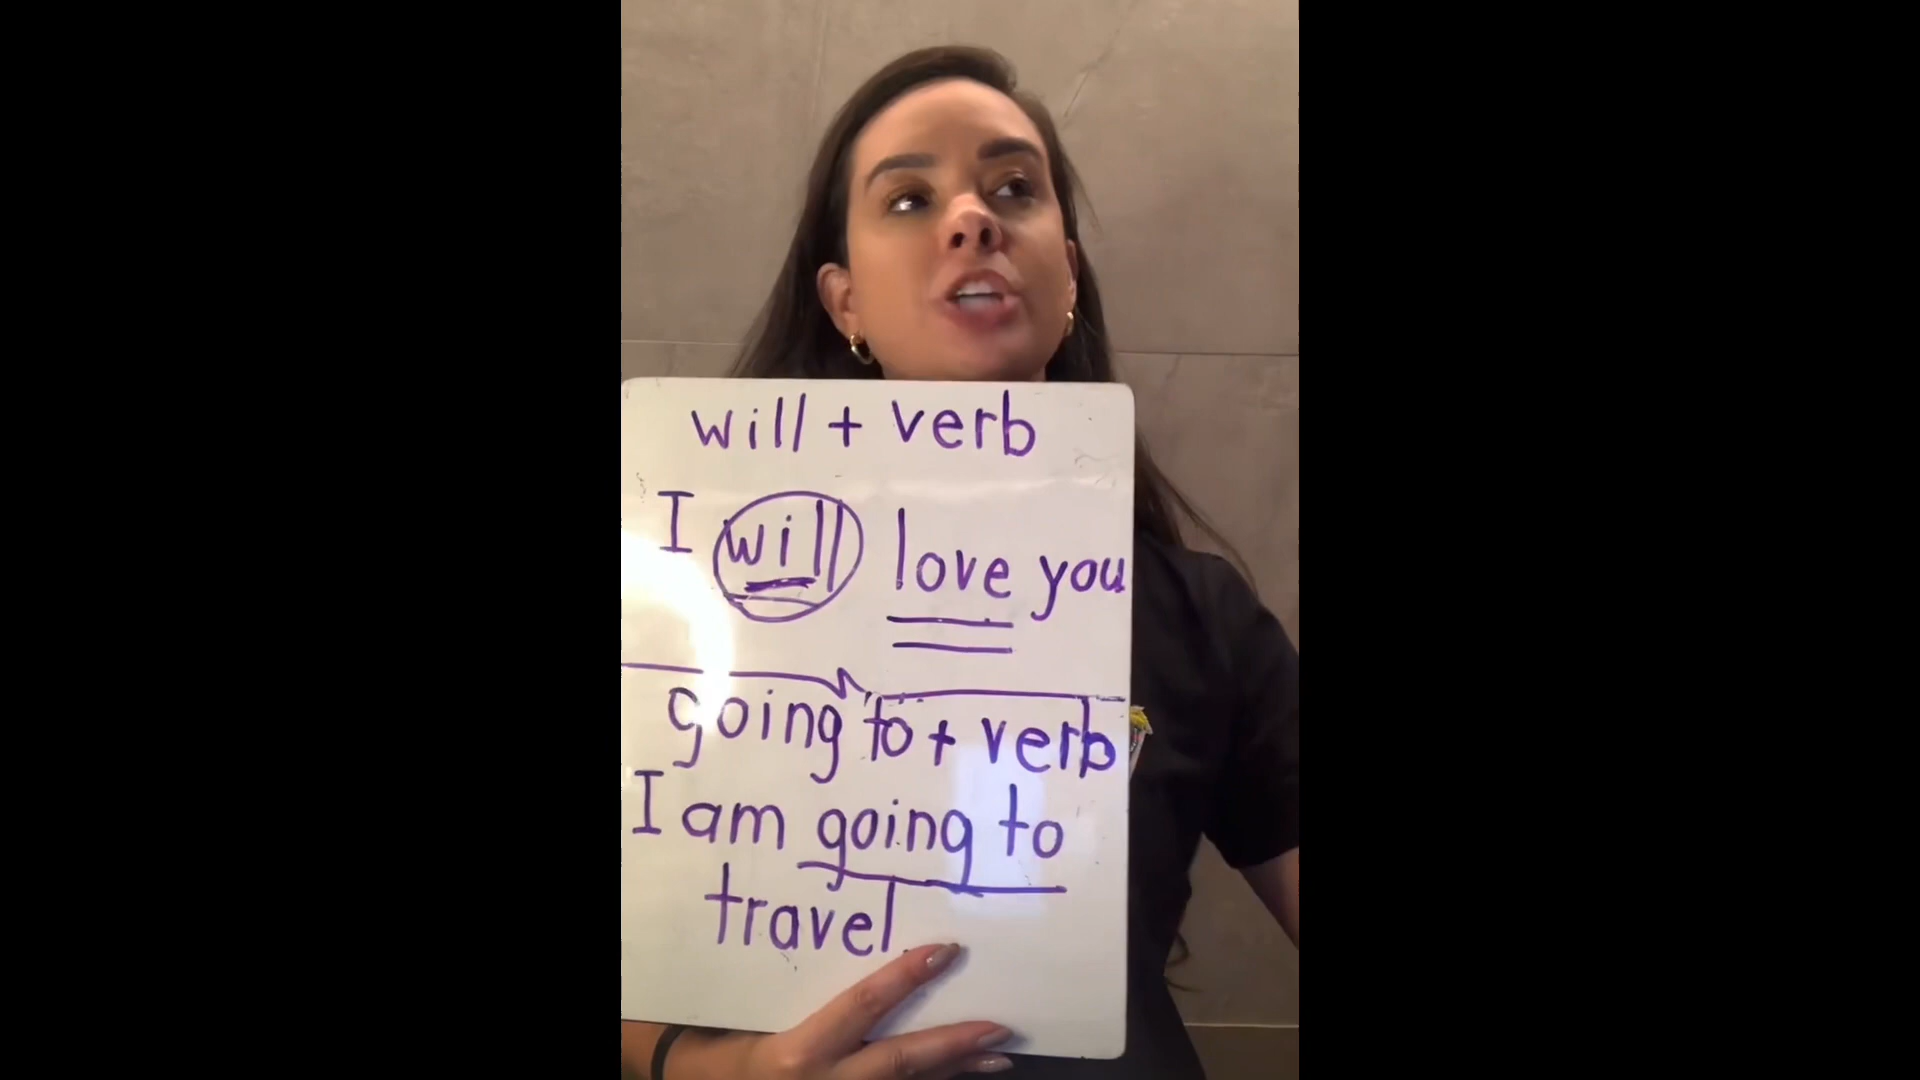 will + verb
I will love you
going to + verb
I am going to
travel.